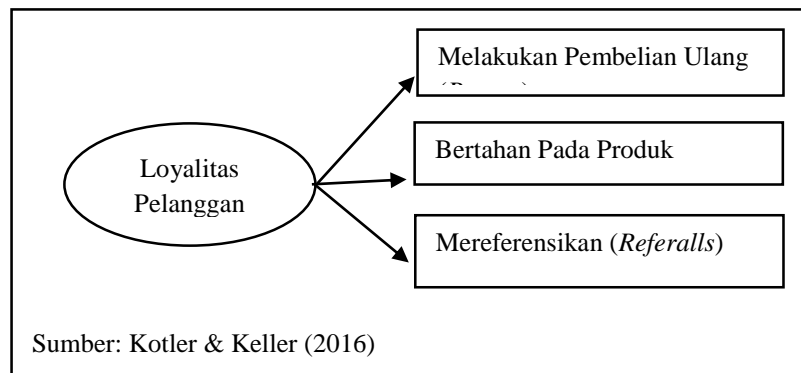 Melakukan Pembelian Ulang
Loyalitas
Pelanggan
Bertahan Pada Produk
Mereferensikan (Referalls)
Sumber: Kotler & Keller (2016)